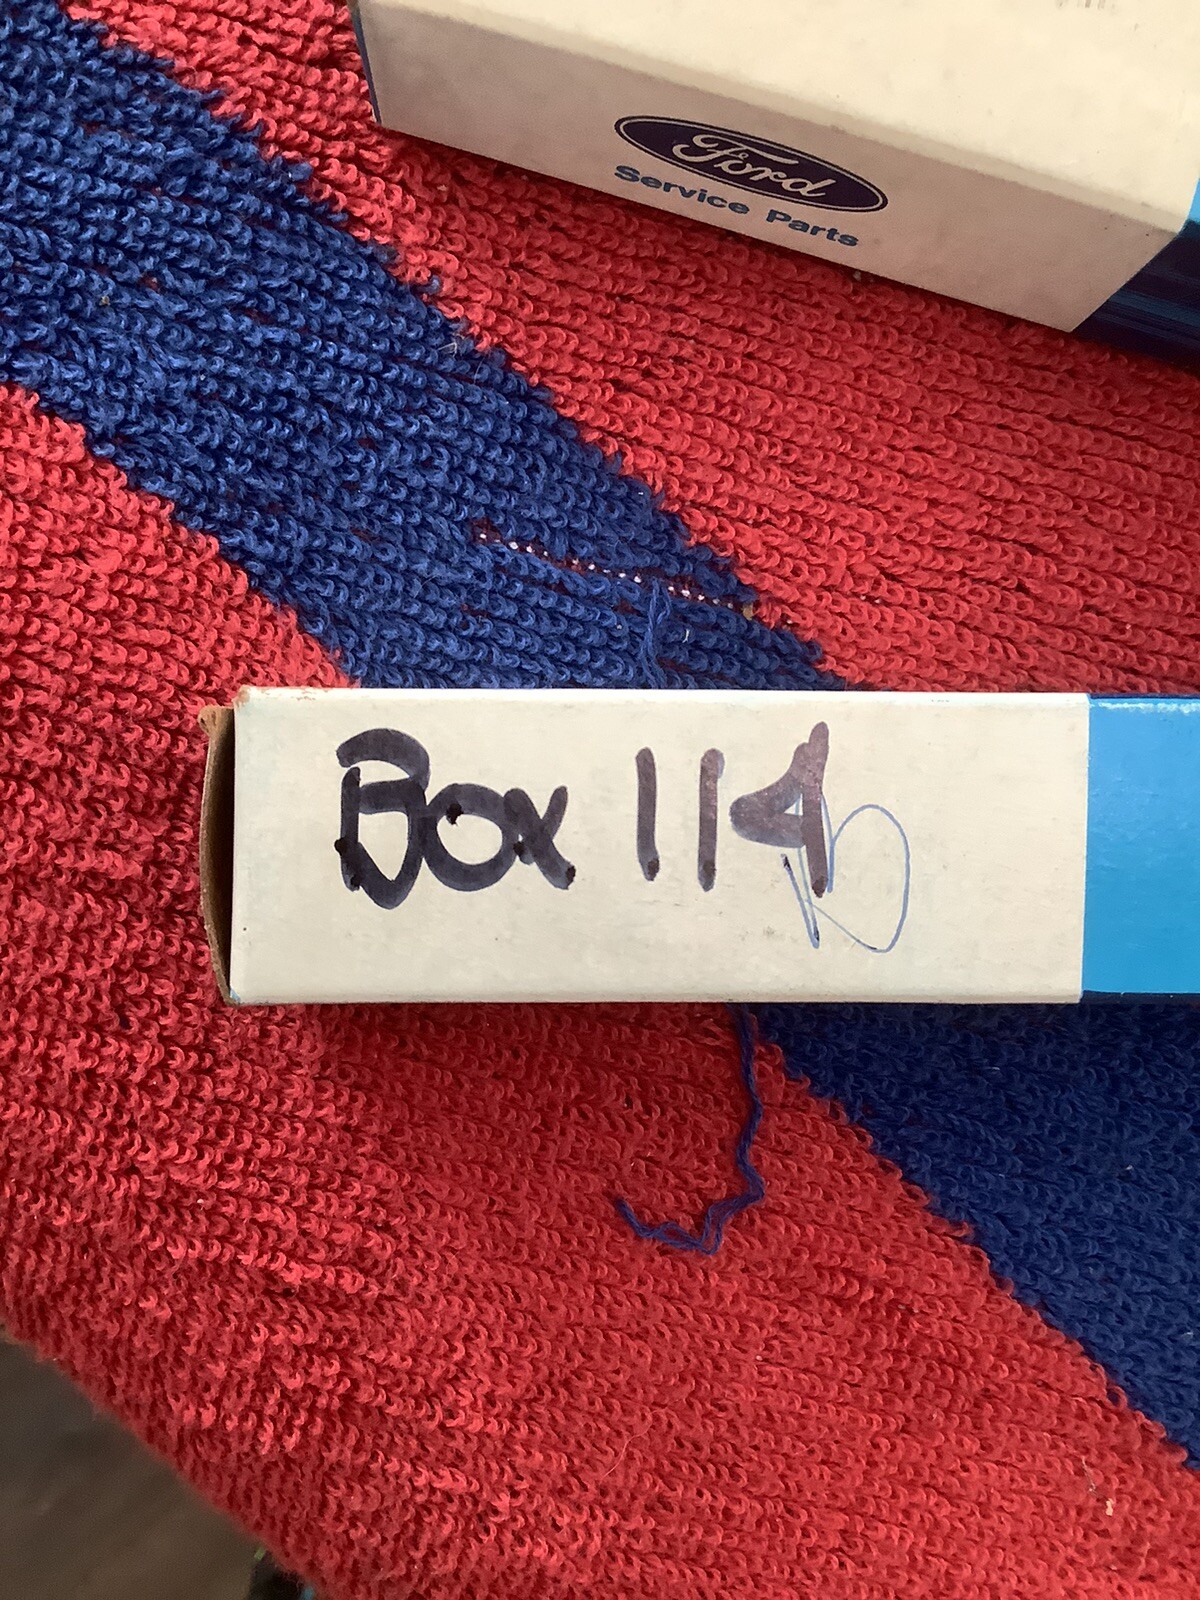 Ford
Service Parts
Box 114